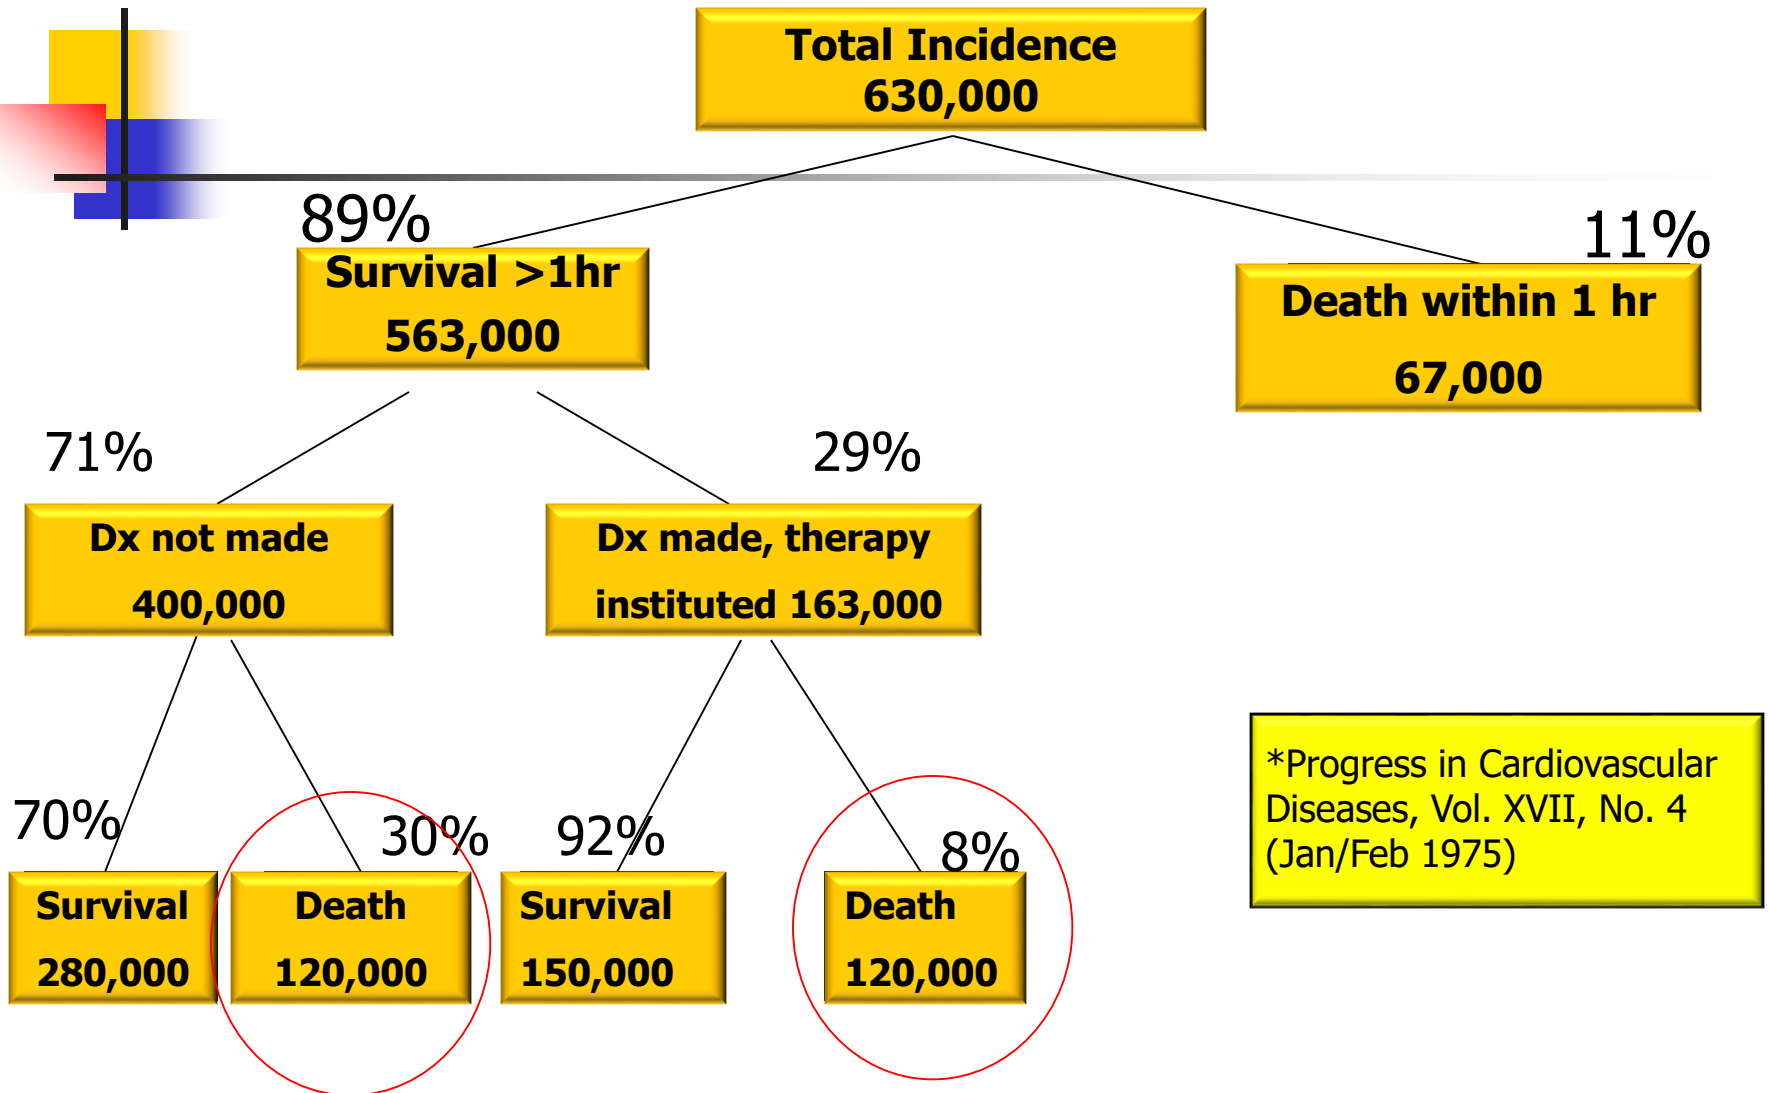 Total Incidence
630,000
89%
11%
Survival >1hr
563,000
Death within 1 hr
67,000
71%
29%
Dx not made
400,000
Dx made, therapy
instituted 163,000
70%
30%
92%
8%
Survival
280,000
Death
120,000
Survival
150,000
Death
120,000
*Progress in Cardiovascular
Diseases, Vol. XVII, No. 4
(Jan/Feb 1975)